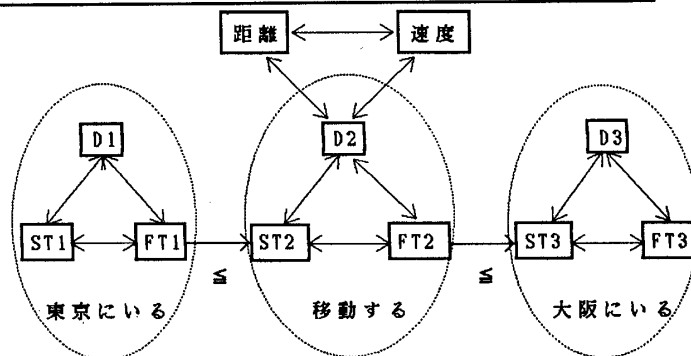 距離 速度
D1 D2 D3
ST1 FT1 ST2 FT2 ST3 FT3
≦ ≦
東京にいる 移動する 大阪にいる